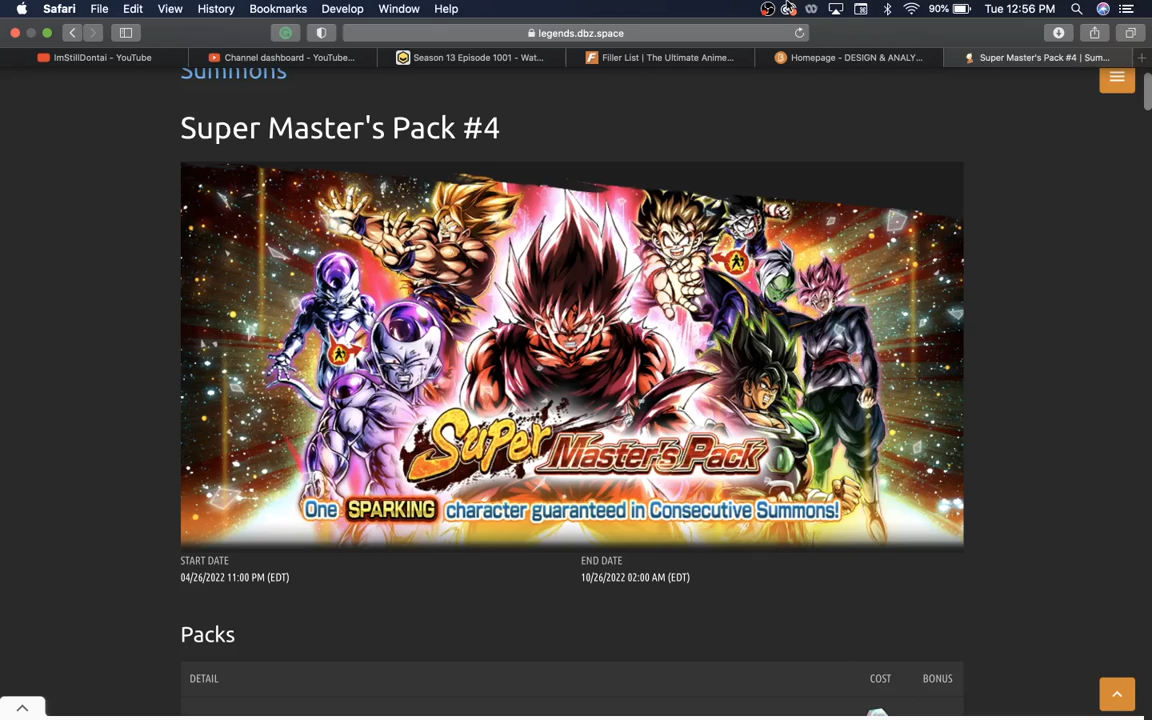 Safari File Edit View History Bookmarks Develop Window Help 90% Tue 12:56 PM
legends.dbz.space
ImStillDontai - YouTube Channel dashboard - YouTube... Season 13 Episode 1001 - Wat... Filler List | The Ultimate Anime... Homepage - DESIGN & ANALY... Super Master's Pack #4 | Sum...
Summons
Super Master's Pack #4
Super Master's Pack
One SPARKING character guaranteed in Consecutive Summons!
START DATE END DATE
04/26/2022 11:00 PM (EDT) 10/26/2022 02:00 AM (EDT)
Packs
DETAIL COST BONUS